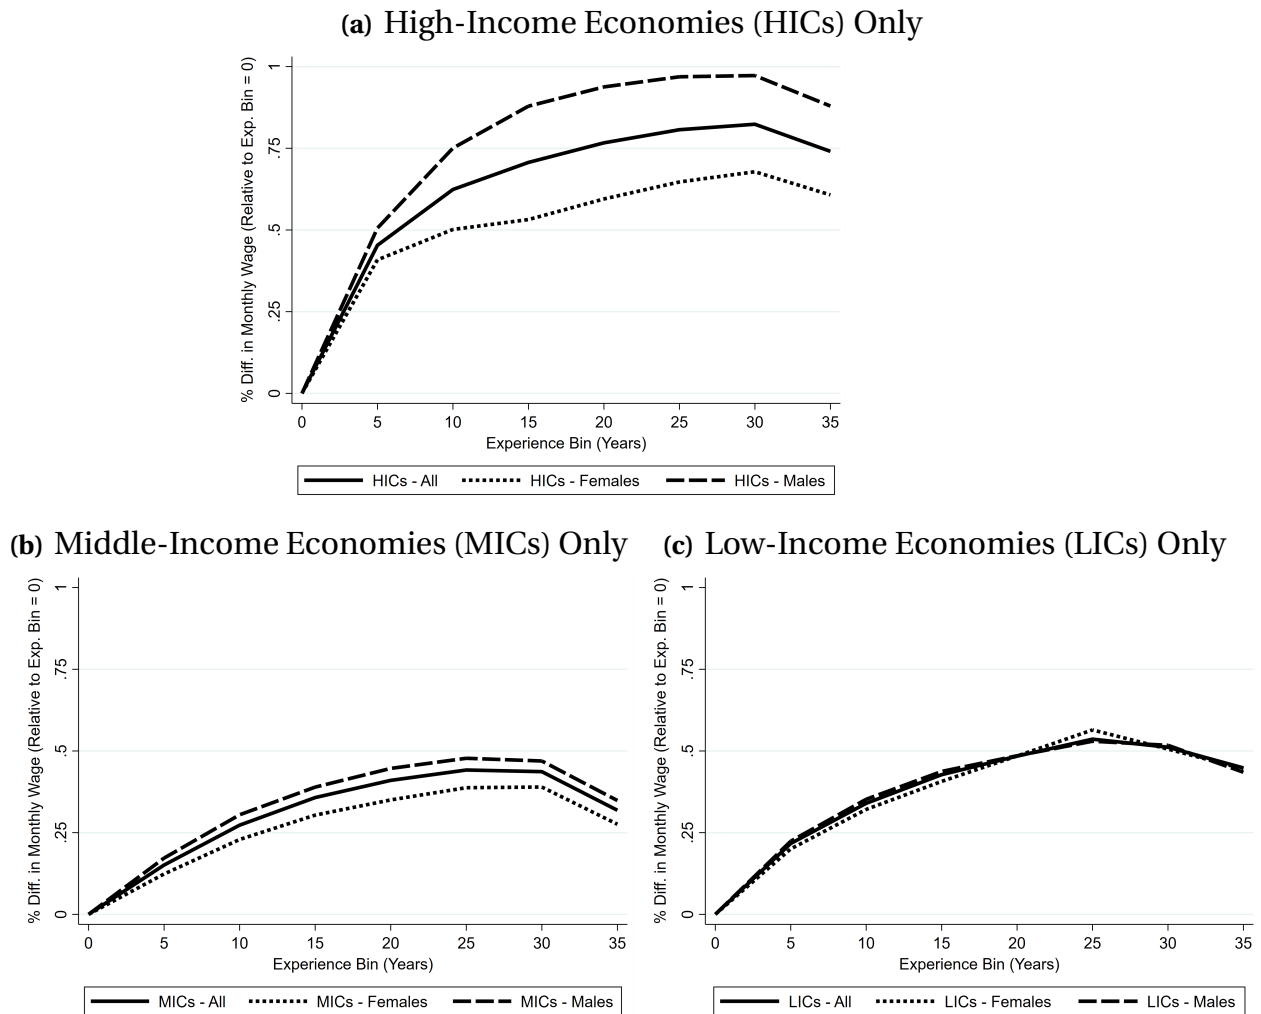 (a) High-Income Economies (HICs) Only
% Diff. in Monthly Wage (Relative to Exp. Bin = 0)
1
.75
.5
.25
0
0 5 10 15 20 25 30 35
Experience Bin (Years)
HICs - All HICs - Females HICs - Males
(b) Middle-Income Economies (MICs) Only
% Diff. in Monthly Wage (Relative to Exp. Bin = 0)
1
.75
.5
.25
0
0 5 10 15 20 25 30 35
Experience Bin (Years)
MICs - All MICs - Females MICs - Males
(c) Low-Income Economies (LICs) Only
% Diff. in Monthly Wage (Relative to Exp. Bin = 0)
1
.75
.5
.25
0
0 5 10 15 20 25 30 35
Experience Bin (Years)
LICs - All LICs - Females LICs - Males